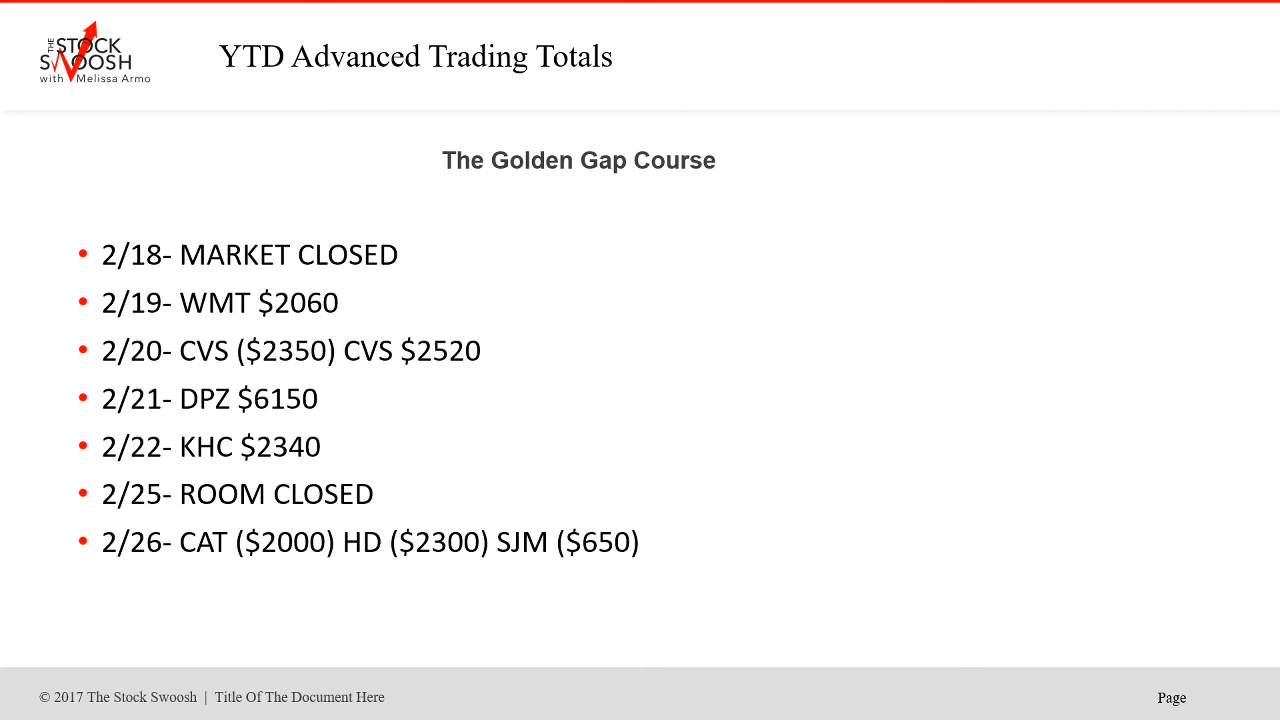 THE
STOCK
SWOOSH
with Melissa Armo
YTD Advanced Trading Totals
The Golden Gap Course
• 2/18- MARKET CLOSED
• 2/19- WMT $2060
• 2/20- CVS ($2350) CVS $2520
• 2/21- DPZ $6150
• 2/22- KHC $2340
• 2/25- ROOM CLOSED
• 2/26- CAT ($2000) HD ($2300) SJM ($650)
© 2017 The Stock Swoosh | Title Of The Document Here
Page